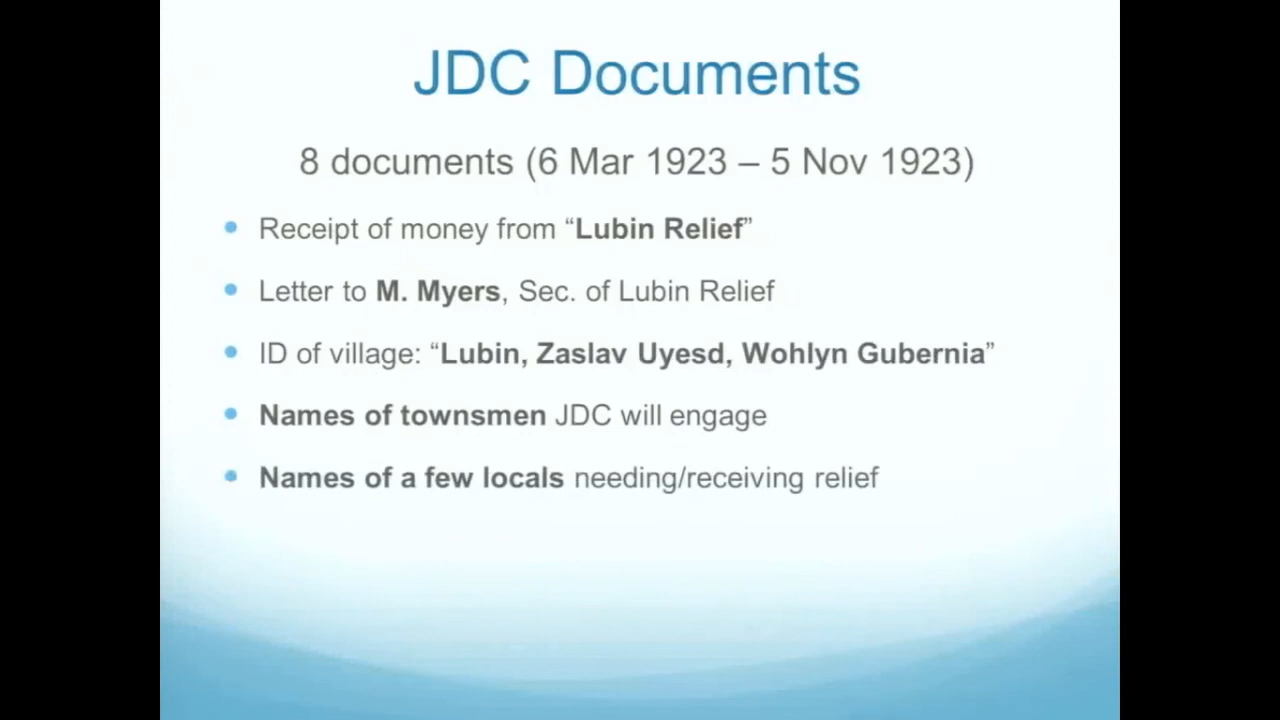 JDC Documents
8 documents (6 Mar 1923 – 5 Nov 1923)
• Receipt of money from “Lubin Relief”
• Letter to M. Myers, Sec. of Lubin Relief
• ID of village: “Lubin, Zaslav Uyesd, Wohlyn Gubernia”
• Names of townsmen JDC will engage
• Names of a few locals needing/receiving relief